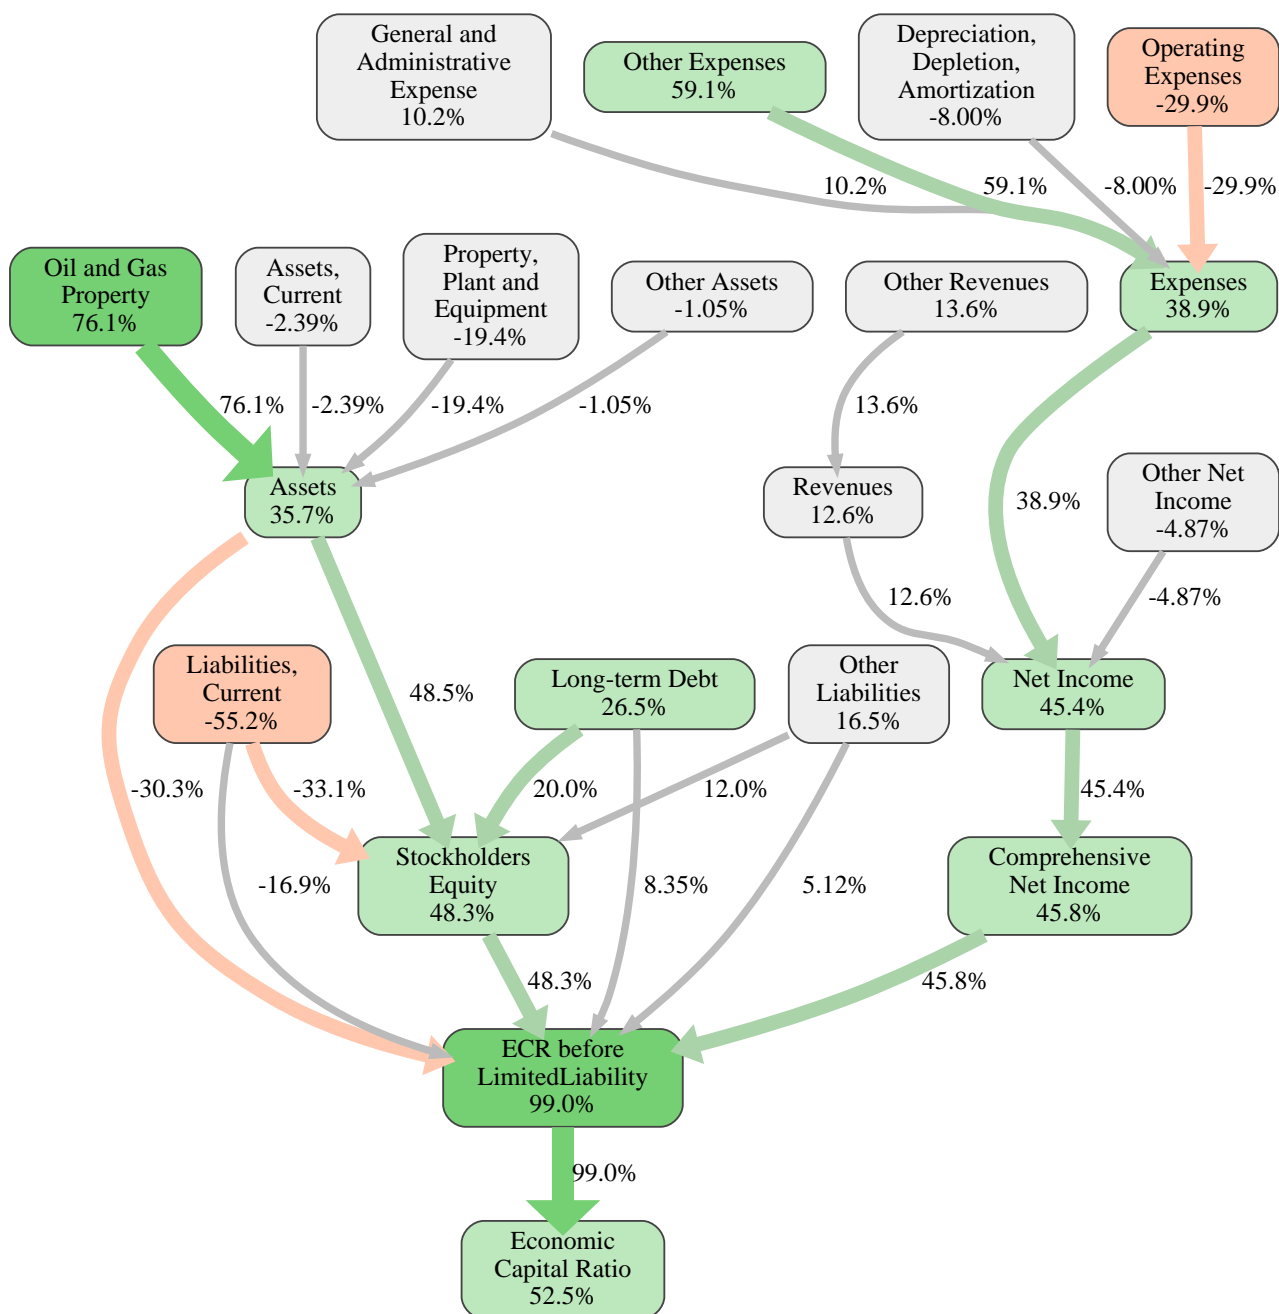 General and
Administrative
Expense
10.2%
Other Expenses
59.1%
Depreciation,
Depletion,
Amortization
-8.00%
Operating
Expenses
-29.9%
10.2%
59.1%
-8.00%
-29.9%
Oil and Gas
Property
76.1%
Assets,
Current
-2.39%
Property,
Plant and
Equipment
-19.4%
Other Assets
-1.05%
Other Revenues
13.6%
Expenses
38.9%
76.1%
-2.39%
-19.4%
-1.05%
13.6%
Assets
35.7%
Revenues
12.6%
38.9%
Other Net
Income
-4.87%
12.6%
-4.87%
Liabilities,
Current
-55.2%
48.5%
Long-term Debt
26.5%
Other
Liabilities
16.5%
Net Income
45.4%
-30.3%
-33.1%
20.0%
12.0%
45.4%
Stockholders
Equity
48.3%
-16.9%
8.35%
5.12%
Comprehensive
Net Income
45.8%
48.3%
45.8%
ECR before
LimitedLiability
99.0%
99.0%
Economic
Capital Ratio
52.5%